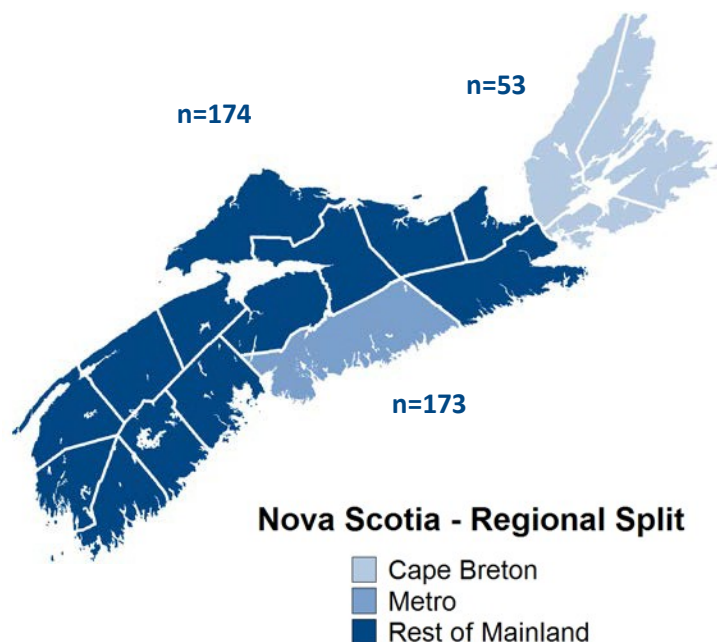 n=53
n=174
n=173
Nova Scotia - Regional Split
Cape Breton
Metro
Rest of Mainland